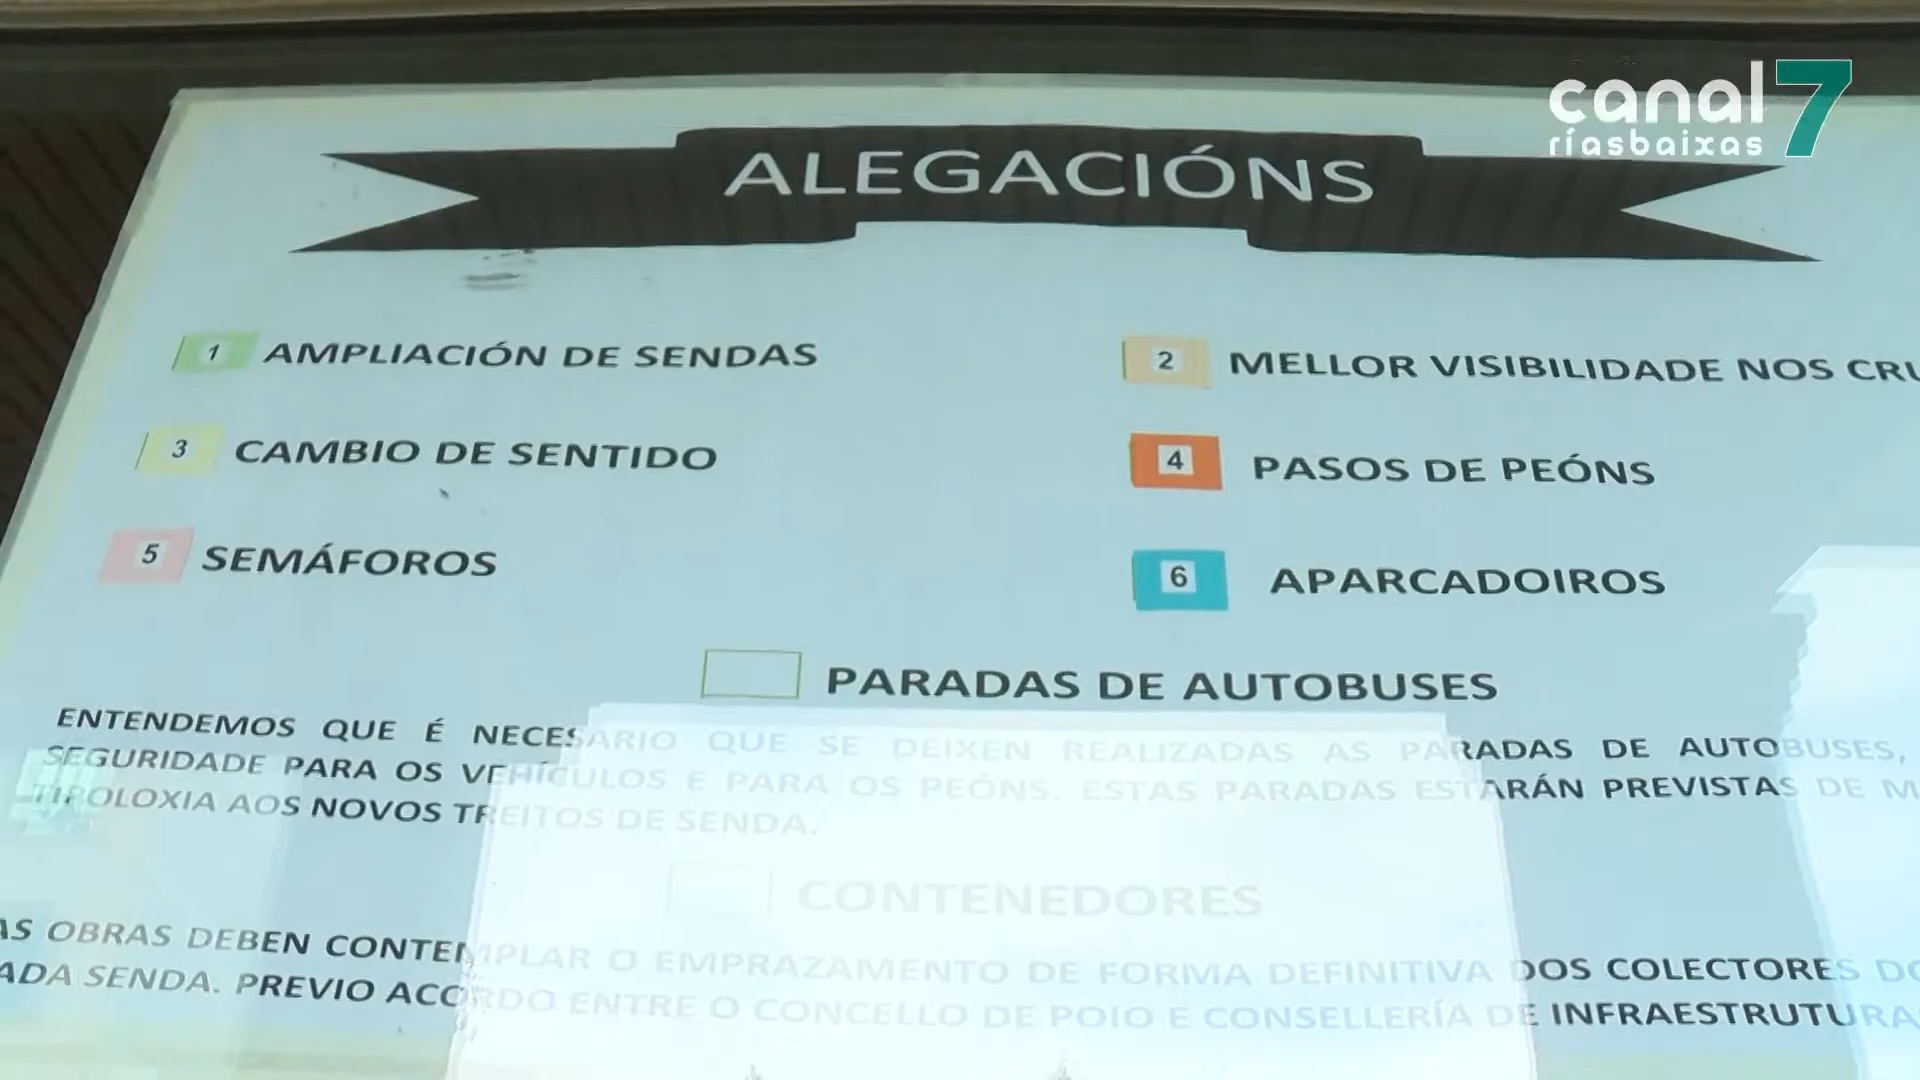 canal 7
ríasbaixas
ALEGACIÓNS
1 AMPLIACIÓN DE SENDAS
2 MELLOR VISIBILIDADE NOS CRU
3 CAMBIO DE SENTIDO
4 PASOS DE PEÓNS
5 SEMÁFOROS
6 APARCADOIROS
PARADAS DE AUTOBUSES
ENTENDEMOS QUE É NECESARIO QUE SE DEIXEN REALIZADAS AS PARADAS DE AUTOBUSES,
SEGURIDADE PARA OS VEHÍCULOS E PARA OS PEÓNS. ESTAS PARADAS ESTARÁN PREVISTAS DE M
TIPOLOXIA AOS NOVOS TREITOS DE SENDA.
CONTENEDORES
AS OBRAS DEBEN CONTEMPLAR O EMPRAZAMENTO DE FORMA DEFINITIVA DOS COLECTORES DO
ADA SENDA. PREVIO ACORDO ENTRE O CONCELLO DE POIO E CONSELLERÍA DE INFRAESTRUTURA